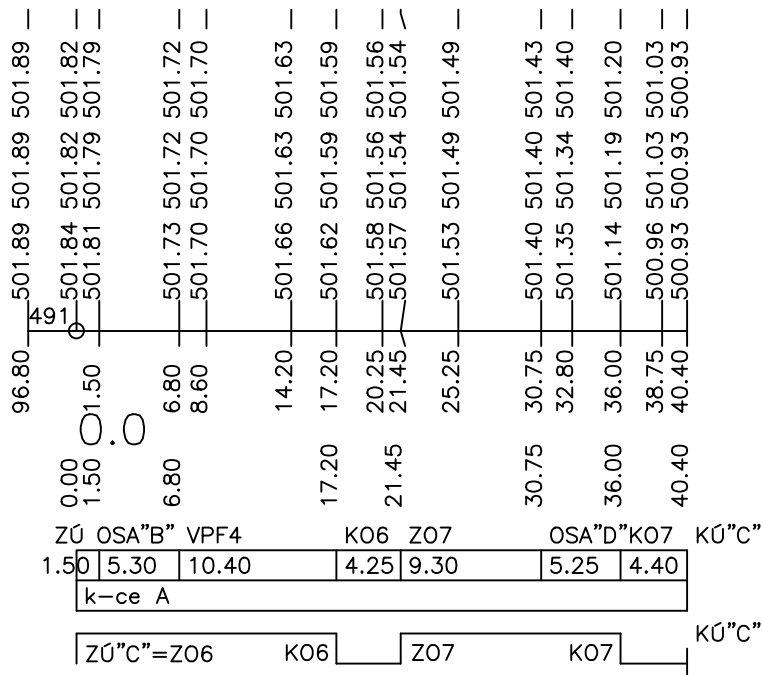 501.89 501.82 501.79 501.72 501.70 501.63 501.59 501.56 501.54 501.49 501.43 501.40 501.20 501.03 500.93
501.89 501.82 501.79 501.72 501.70 501.63 501.59 501.56 501.54 501.49 501.40 501.34 501.19 501.03 500.93
501.89 501.84 501.81 501.73 501.70 501.66 501.62 501.58 501.57 501.53 501.40 501.35 501.14 500.96 500.93
491
96.80 1.50 6.80 8.60 14.20 17.20 20.25 21.45 25.25 30.75 32.80 36.00 38.75 40.40
0.0
0.00 1.50 6.80 17.20 21.45 30.75 36.00 40.40
ZÚ OSA"B" VPF4 K06 Z07 OSA"D" K07 KÚ"C"
1.50 5.30 10.40 4.25 9.30 5.25 4.40
k-ce A
KÚ"C"
ZÚ"C"=Z06 K06 Z07 K07